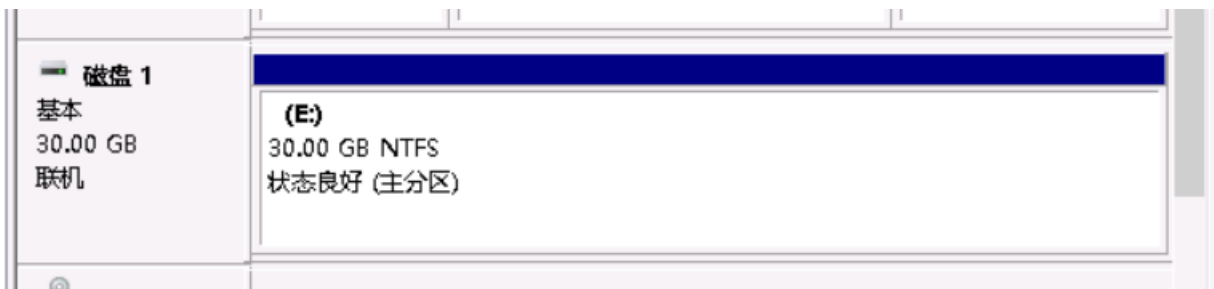 磁盘 1
基本
30.00 GB
联机
(E:)
30.00 GB NTFS
状态良好 (主分区)